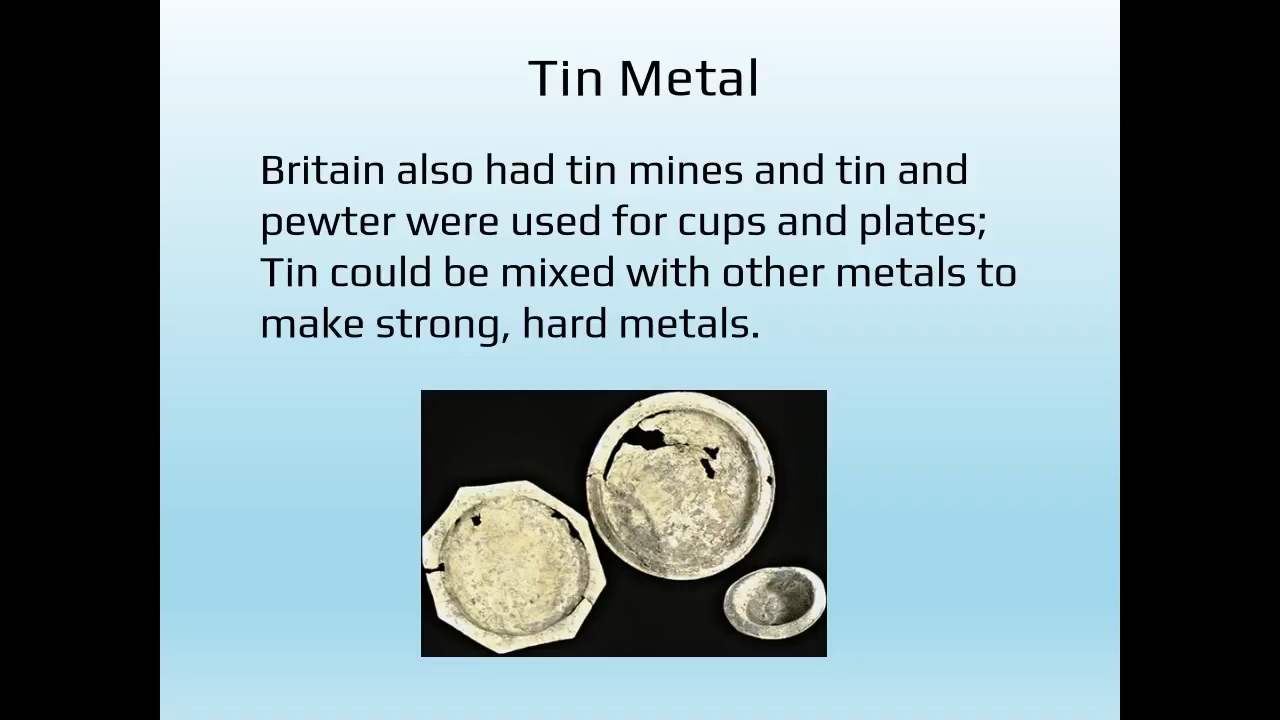 Tin Metal
Britain also had tin mines and tin and
pewter were used for cups and plates;
Tin could be mixed with other metals to
make strong, hard metals.